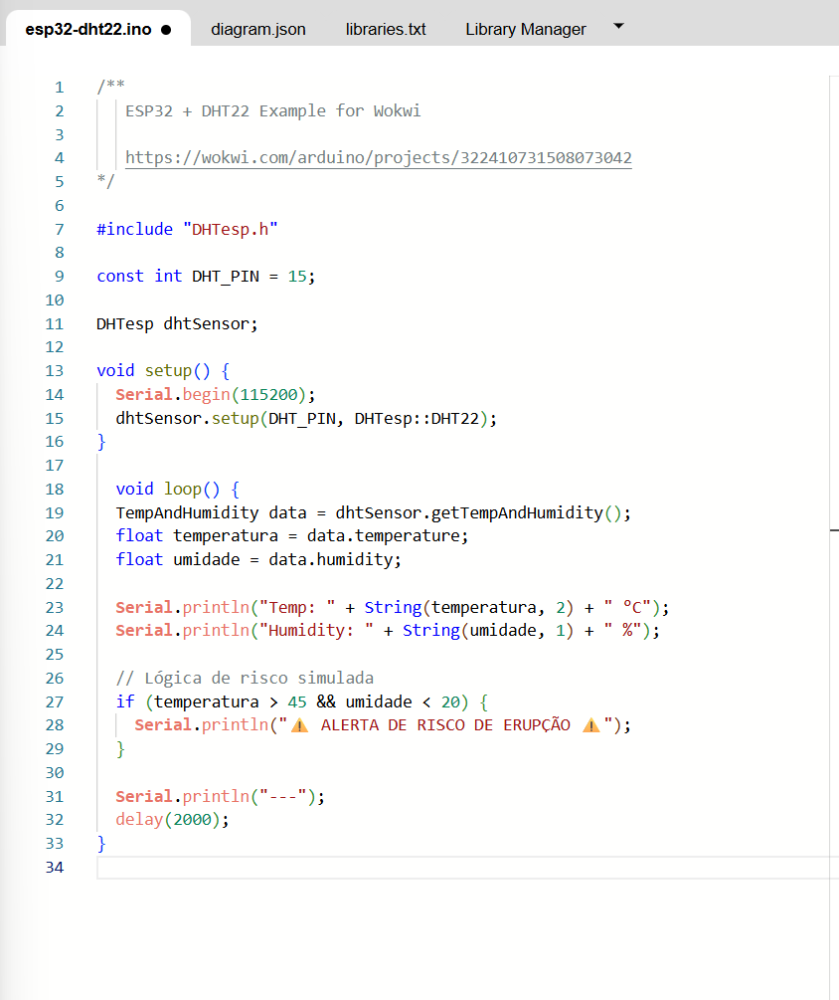 esp32-dht22.ino ● diagram.json libraries.txt Library Manager
1 /**
2 ESP32 + DHT22 Example for Wokwi
3
4 https://wokwi.com/arduino/projects/322410731508073042
5 */
6
7 #include "DHTesp.h"
8
9 const int DHT_PIN = 15;
10
11 DHTesp dhtSensor;
12
13 void setup() {
14 Serial.begin(115200);
15 dhtSensor.setup(DHT_PIN, DHTesp::DHT22);
16 }
17
18 void loop() {
19 TempAndHumidity data = dhtSensor.getTempAndHumidity();
20 float temperatura = data.temperature;
21 float umidade = data.humidity;
22
23 Serial.println("Temp: " + String(temperatura, 2) + " °C");
24 Serial.println("Humidity: " + String(umidade, 1) + " %");
25
26 // Lógica de risco simulada
27 if (temperatura > 45 && umidade < 20) {
28 Serial.println("⚠️ ALERTA DE RISCO DE ERUPÇÃO ⚠️");
29 }
30
31 Serial.println("---");
32 delay(2000);
33 }
34